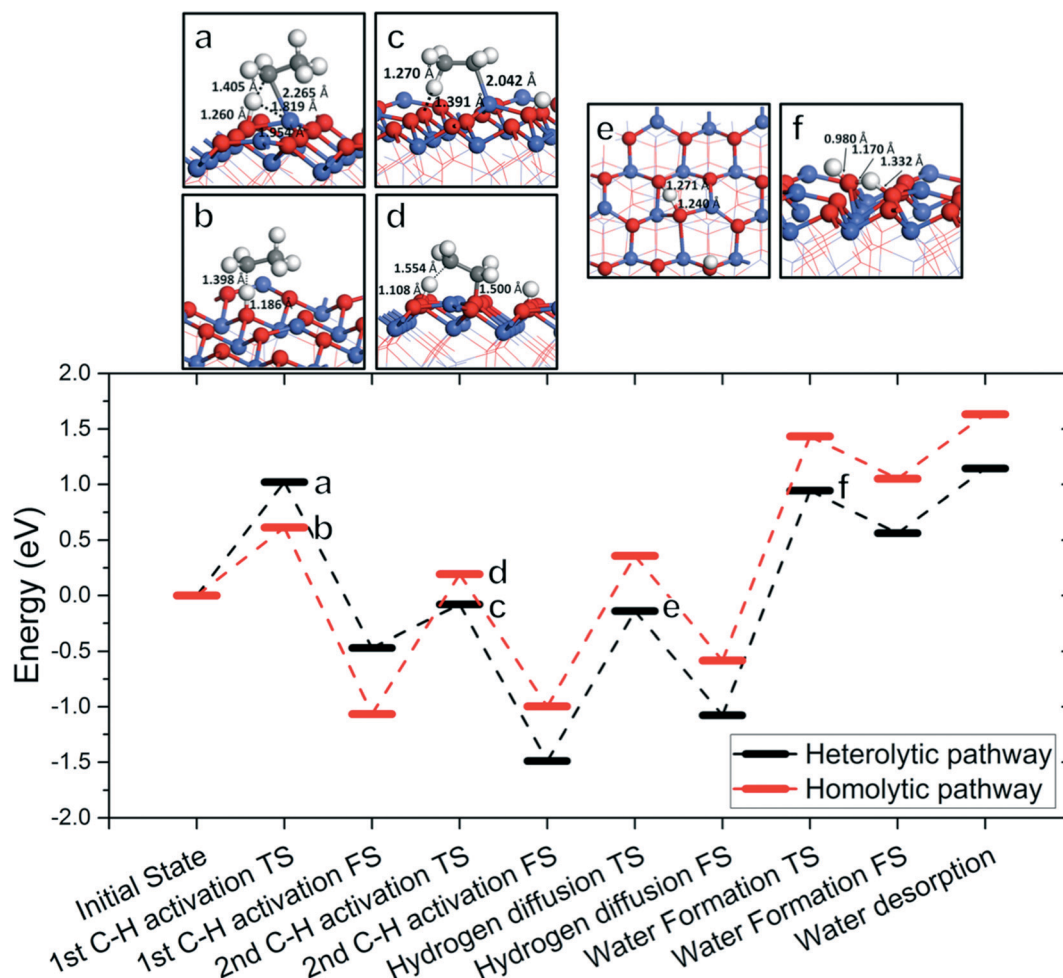 a
1.405 Å
2.265 Å
1.819 Å
1.260 Å
1.954 Å
c
1.270 Å
2.042 Å
1.391 Å
b
1.398 Å
1.186 Å
d
1.554 Å
1.108 Å
1.500 Å
e
1.271 Å
1.240 Å
f
0.980 Å
1.170 Å
1.332 Å
Energy (eV)
2.0
1.5
1.0
0.5
0.0
-0.5
-1.0
-1.5
-2.0
a
b
d
c
e
f
Heterolytic pathway
Homolytic pathway
Initial State
1st C-H activation TS
1st C-H activation FS
2nd C-H activation TS
2nd C-H activation FS
Hydrogen diffusion TS
Hydrogen diffusion FS
Water Formation TS
Water Formation FS
Water desorption